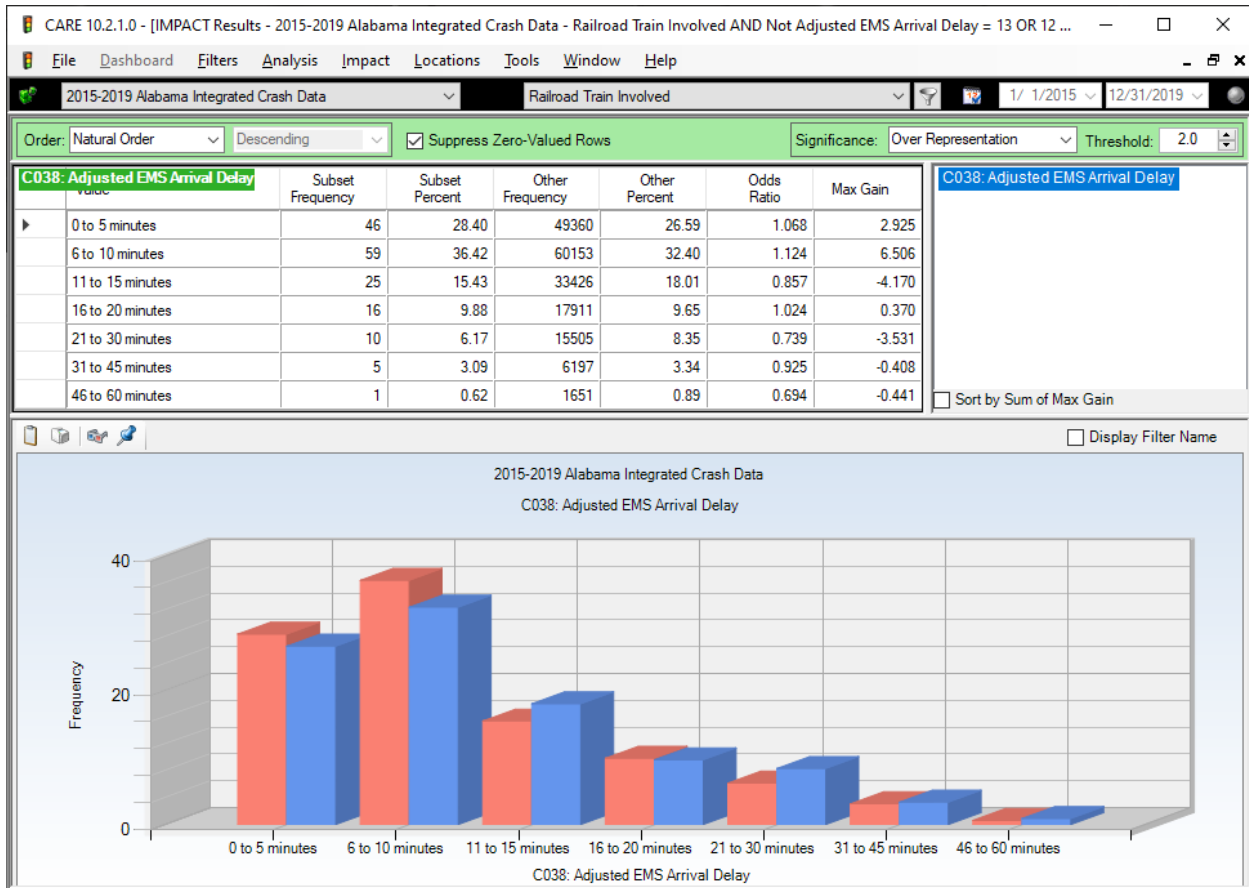 CARE 10.2.1.0 - [IMPACT Results - 2015-2019 Alabama Integrated Crash Data - Railroad Train Involved AND Not Adjusted EMS Arrival Delay = 13 OR 12 ...
File Dashboard Filters Analysis Impact Locations Tools Window Help
2015-2019 Alabama Integrated Crash Data Railroad Train Involved 1/ 1/2015 12/31/2019
Order: Natural Order Descending Suppress Zero-Valued Rows Significance: Over Representation Threshold: 2.0
C038: Adjusted EMS Arrival Delay Subset Frequency Subset Percent Other Frequency Other Percent Odds Ratio Max Gain C038: Adjusted EMS Arrival Delay
0 to 5 minutes 46 28.40 49360 26.59 1.068 2.925
6 to 10 minutes 59 36.42 60153 32.40 1.124 6.506
11 to 15 minutes 25 15.43 33426 18.01 0.857 -4.170
16 to 20 minutes 16 9.88 17911 9.65 1.024 0.370
21 to 30 minutes 10 6.17 15505 8.35 0.739 -3.531
31 to 45 minutes 5 3.09 6197 3.34 0.925 -0.408
46 to 60 minutes 1 0.62 1651 0.89 0.694 -0.441
Sort by Sum of Max Gain
Display Filter Name
2015-2019 Alabama Integrated Crash Data
C038: Adjusted EMS Arrival Delay
40
20
0
Frequency
0 to 5 minutes 6 to 10 minutes 11 to 15 minutes 16 to 20 minutes 21 to 30 minutes 31 to 45 minutes 46 to 60 minutes
C038: Adjusted EMS Arrival Delay